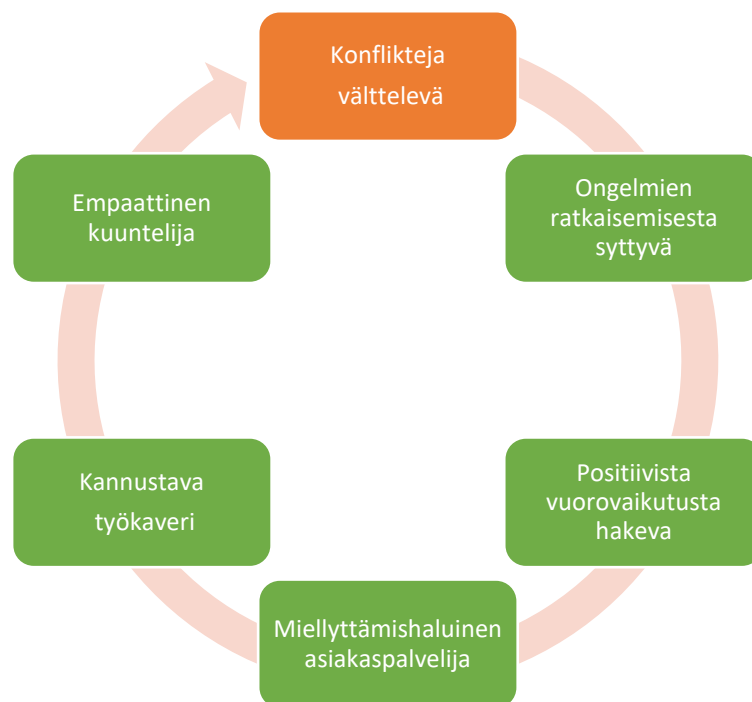 Konflikteja
välttelevä
Ongelmien
ratkaisemisesta
syttyvä
Positiivista
vuorovaikutusta
hakeva
Miellyttämishaluinen
asiakaspalvelija
Kannustava
työkaveri
Empaattinen
kuuntelija